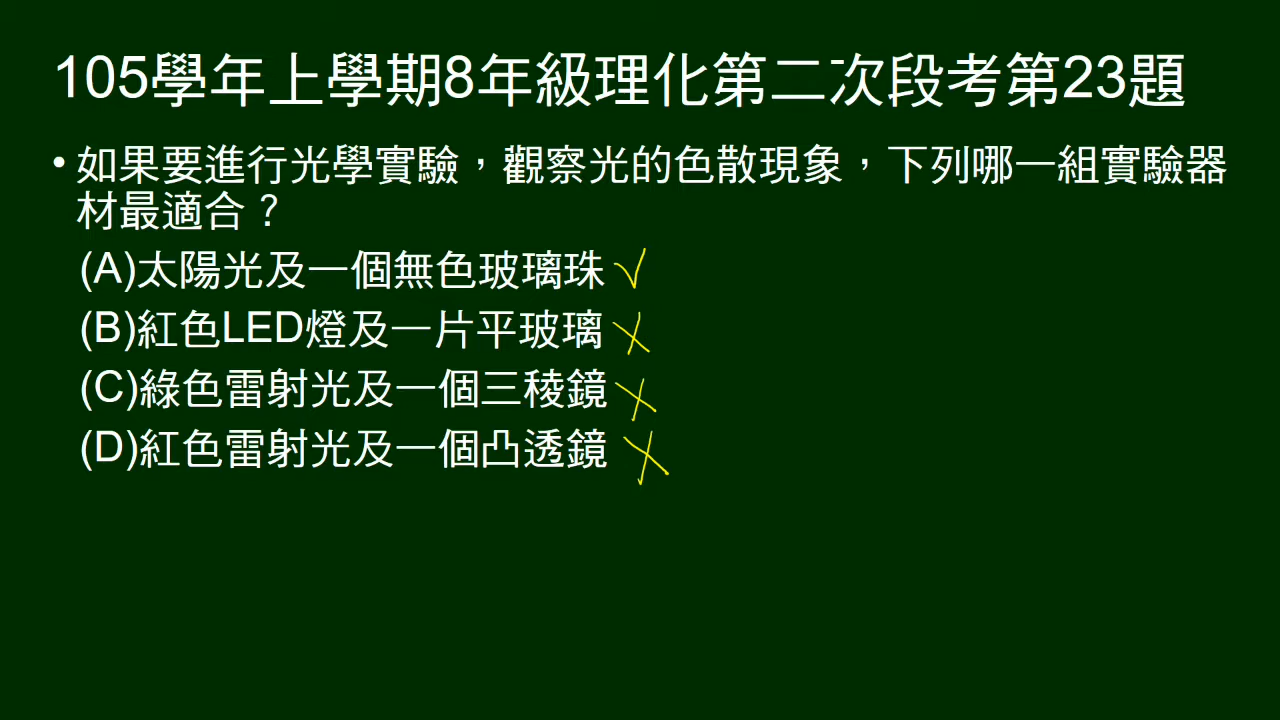 105學年上學期8年級理化第二次段考第23題
• 如果要進行光學實驗，觀察光的色散現象，下列哪一組實驗器
材最適合？
(A)太陽光及一個無色玻璃珠 ✓
(B)紅色LED燈及一片平玻璃 ✗
(C)綠色雷射光及一個三稜鏡 ✗
(D)紅色雷射光及一個凸透鏡 ✗